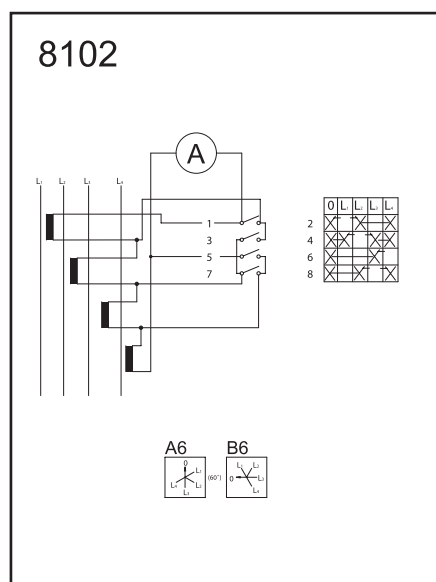 8102
A
L₁ L₂ L₃ L₄
0 L₁ L₂ L₃ L₄
1 2
3 4
5 6
7 8
A6 B6
0 L₁ L₂ L₃ L₄
(60°)
0 L₁ L₂ L₃ L₄